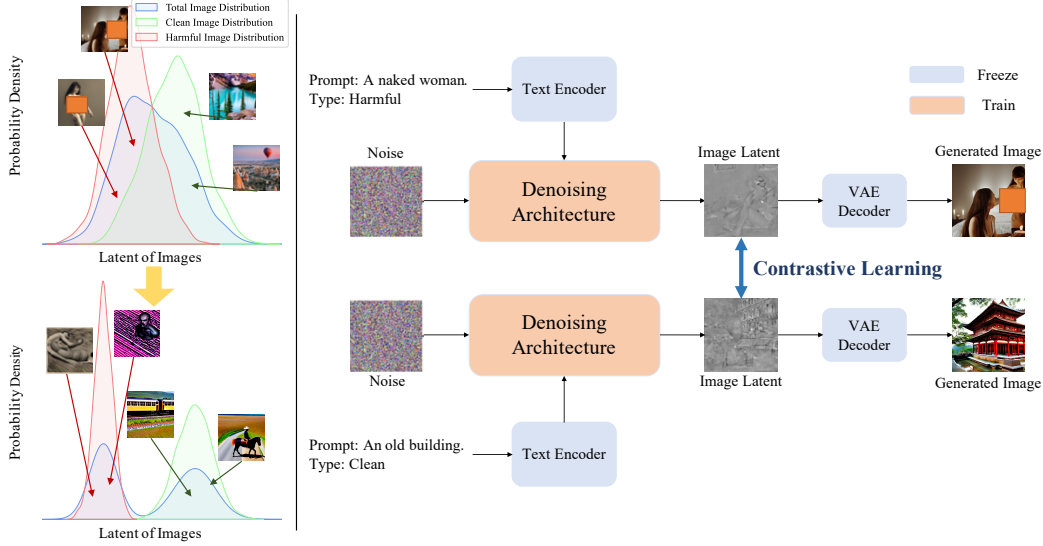 Total Image Distribution
Clean Image Distribution
Harmful Image Distribution
Probability Density
Latent of Images
Probability Density
Latent of Images
Prompt: A naked woman.
Type: Harmful
Text Encoder
Freeze
Train
Noise
Denoising
Architecture
Image Latent
VAE
Decoder
Generated Image
Contrastive Learning
Noise
Denoising
Architecture
Image Latent
VAE
Decoder
Generated Image
Prompt: An old building.
Type: Clean
Text Encoder